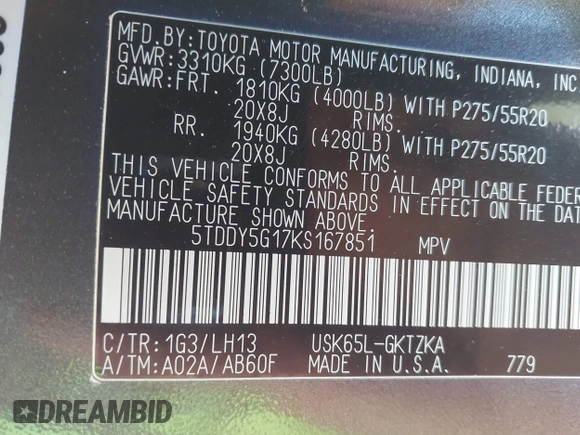 MFD.BY:TOYOTA MOTOR MANUFACTURING, INDIANA, INC
GVWR:3310KG (7300LB)
GAWR:FRT. 1810KG (4000LB) WITH P275/55R20
20X8J RIMS.
RR. 1940KG (4280LB) WITH P275/55R20
20X8J RIMS.
THIS VEHICLE CONFORMS TO ALL APPLICABLE FEDER
VEHICLE SAFETY STANDARDS IN EFFECT ON THE DA
MANUFACTURE SHOWN ABOVE.
5TDDY5G17KS167851 MPV
C/TR:1G3/LH13 USK65L-GKTZKA
A/TM:A02A/AB60F MADE IN U.S.A. 779
DREAMBID